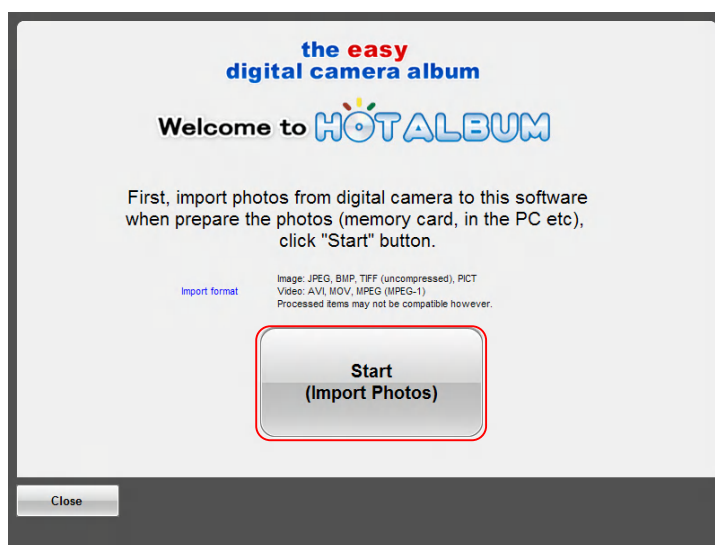 the easy
digital camera album
Welcome to HOTALBUM
First, import photos from digital camera to this software
when prepare the photos (memory card, in the PC etc),
click "Start" button.
Import format
Image: JPEG, BMP, TIFF (uncompressed), PICT
Video: AVI, MOV, MPEG (MPEG-1)
Processed items may not be compatible however.
Start
(Import Photos)
Close